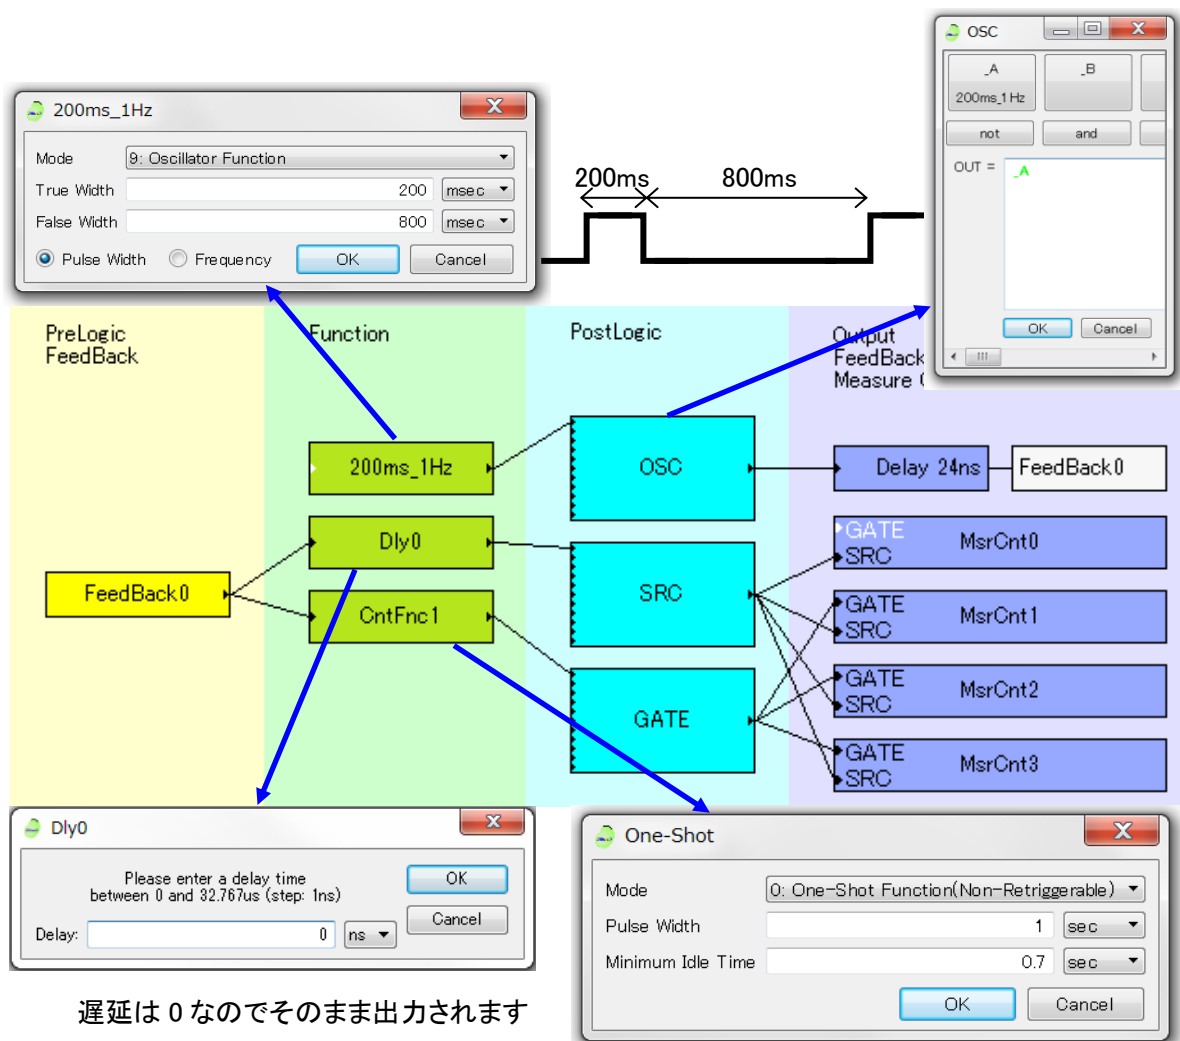 OSC
_A
_B
200ms_1Hz
not
and
OUT =
_A
OK
Cancel
200ms_1Hz
Mode
9: Oscillator Function
True Width
200
msec
False Width
800
msec
Pulse Width
Frequency
OK
Cancel
200ms
800ms
PreLogic
FeedBack
Function
PostLogic
Output
FeedBack
Measure
200ms_1Hz
OSC
Delay 24ns
FeedBack0
Dly0
GATE
SRC
MsrCnt0
FeedBack0
SRC
CntFnc1
GATE
SRC
MsrCnt1
GATE
GATE
SRC
MsrCnt2
GATE
SRC
MsrCnt3
Dly0
Please enter a delay time
between 0 and 32.767us (step: 1ns)
OK
Cancel
Delay:
0
ns
遅延は 0 なのでそのまま出力されます
One-Shot
Mode
0: One-Shot Function(Non-Retriggerable)
Pulse Width
1
sec
Minimum Idle Time
0.7
sec
OK
Cancel